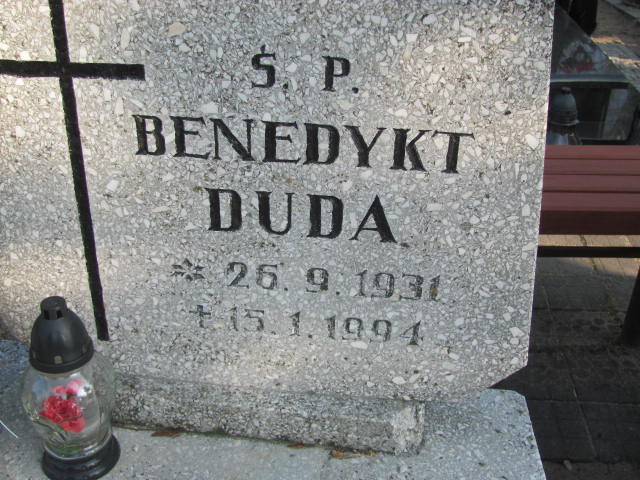 Ś. P.
BENEDYKT
DUDA
* 26. 9. 1931
† 15. 1. 1994